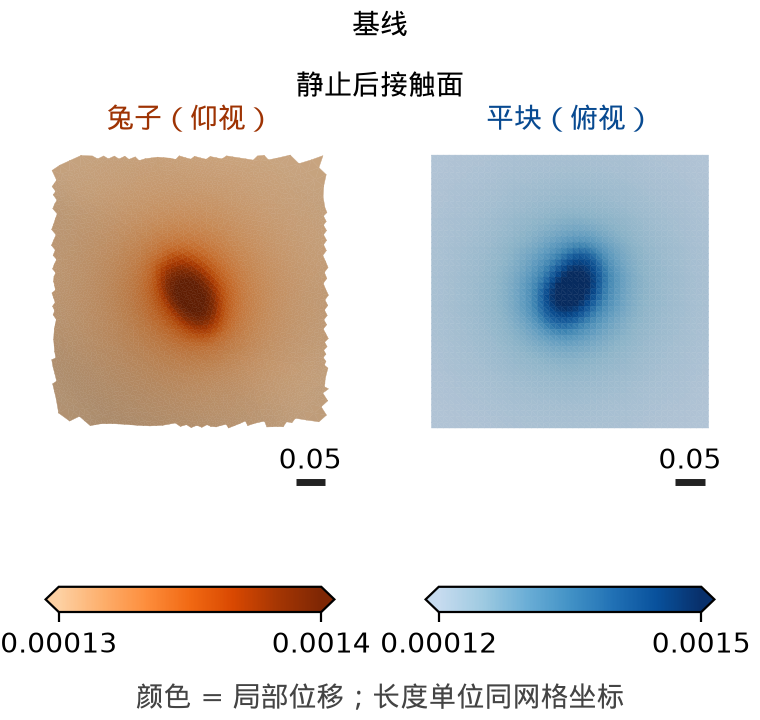 基线
静止后接触面
兔子（仰视）
平块（俯视）
0.05
0.05
0.00013
0.0014
0.00012
0.0015
颜色 = 局部位移；长度单位同网格坐标